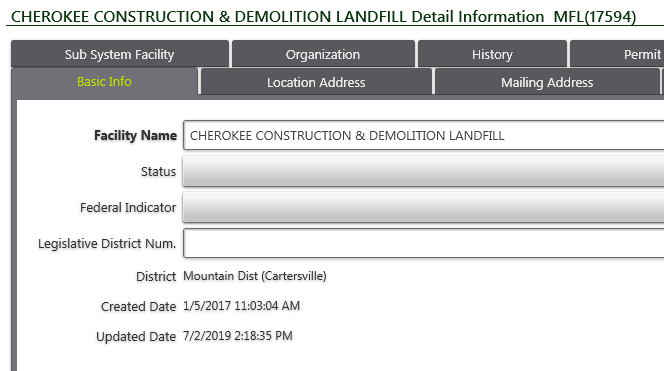 CHEROKEE CONSTRUCTION & DEMOLITION LANDFILL Detail Information MFL(17594)
Sub System Facility Organization History Permit
Basic Info Location Address Mailing Address
Facility Name CHEROKEE CONSTRUCTION & DEMOLITION LANDFILL
Status
Federal Indicator
Legislative District Num.
District Mountain Dist (Cartersville)
Created Date 1/5/2017 11:03:04 AM
Updated Date 7/2/2019 2:18:35 PM